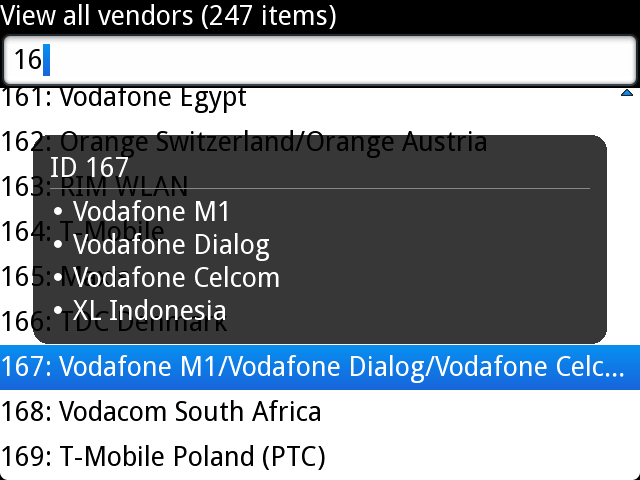 View all vendors (247 items)
16
161: Vodafone Egypt
162: Orange Switzerland/Orange Austria
ID 167
163: RIM WLAN
• Vodafone M1
164: T-Mobile
• Vodafone Dialog
165:
• Vodafone Celcom
• XL Indonesia
166: TDC Denmark
167: Vodafone M1/Vodafone Dialog/Vodafone Celc...
168: Vodacom South Africa
169: T-Mobile Poland (PTC)